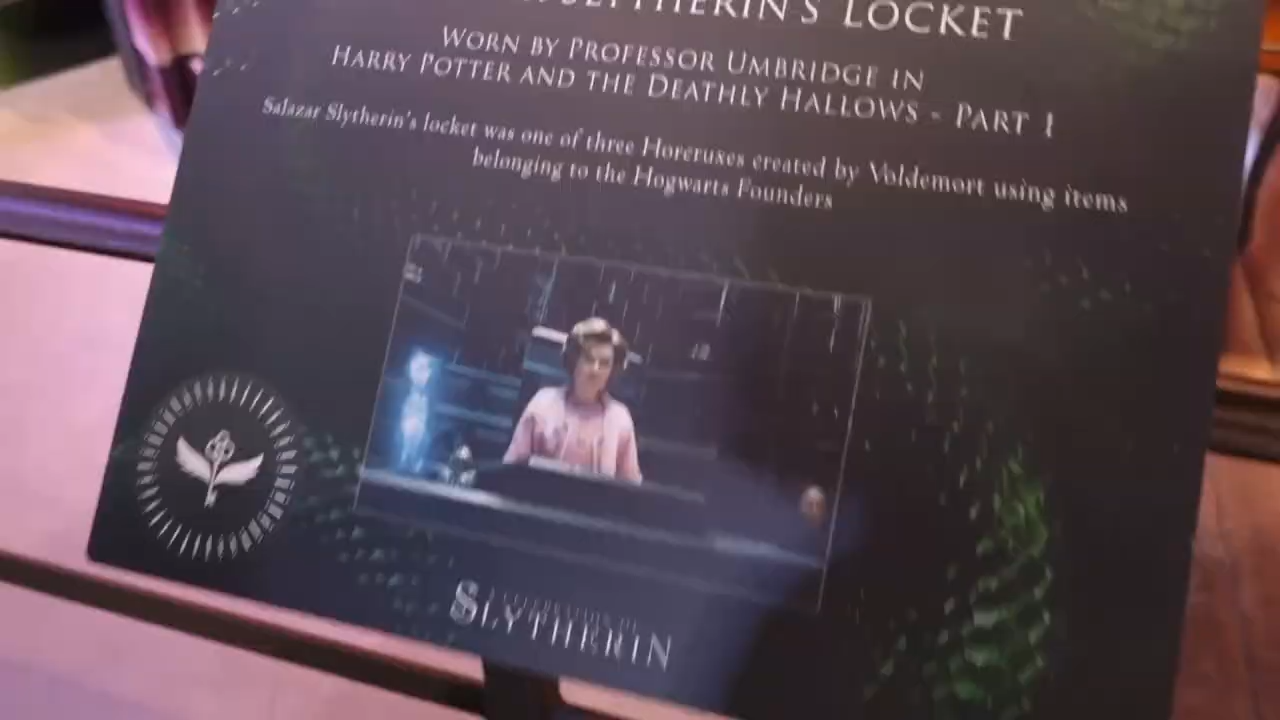 SLYTHERIN'S LOCKET
WORN BY PROFESSOR UMBRIDGE IN
HARRY POTTER AND THE DEATHLY HALLOWS - PART 1
Salazar Slytherin's locket was one of three Horcruxes created by Voldemort using items
belonging to the Hogwarts Founders
SLYTHERIN